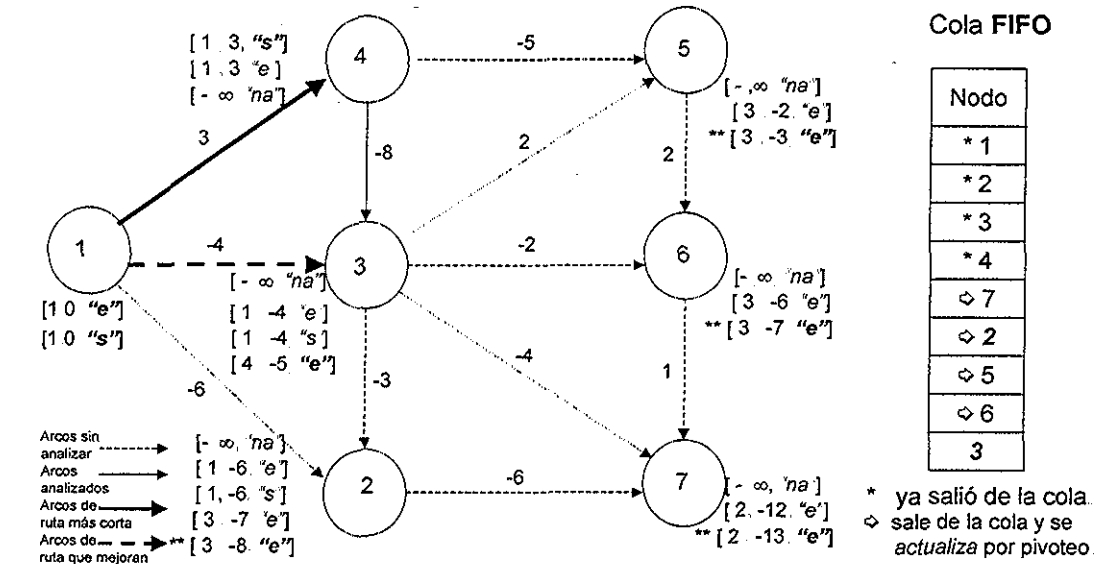 Cola FIFO
Nodo
* 1
* 2
* 3
* 4
➪ 7
➪ 2
➪ 5
➪ 6
3
* ya salió de la cola.
➪ sale de la cola y se
actualiza por pivoteo.
[1 3, "s"]
[1, 3 "e"]
[- ∞ "na"]
4
-5
5
[-,∞ "na"]
[3 -2, "e"]
** [3, -3, "e"]
3
-8
2
2
1
-4
3
-2
6
[1 0 "e"]
[1 0 "s"]
[- ∞ "na"]
[1 -4 "e"]
[1 -4, "s"]
[4 -5, "e"]
[- ∞, "na"]
[3 -6 "e"]
** [3 -7 "e"]
-6
-3
-4
1
[- ∞, "na"]
[1 -6, "e"]
[1, -6, "s"]
[3 -7 "e"]
** [3 -8, "e"]
2
-6
7
[- ∞, "na"]
[2, -12, "e"]
** [2 -13, "e"]
Arcos sin
analizar
Arcos
analizados
Arcos de
ruta más corta
Arcos de
ruta que mejoran